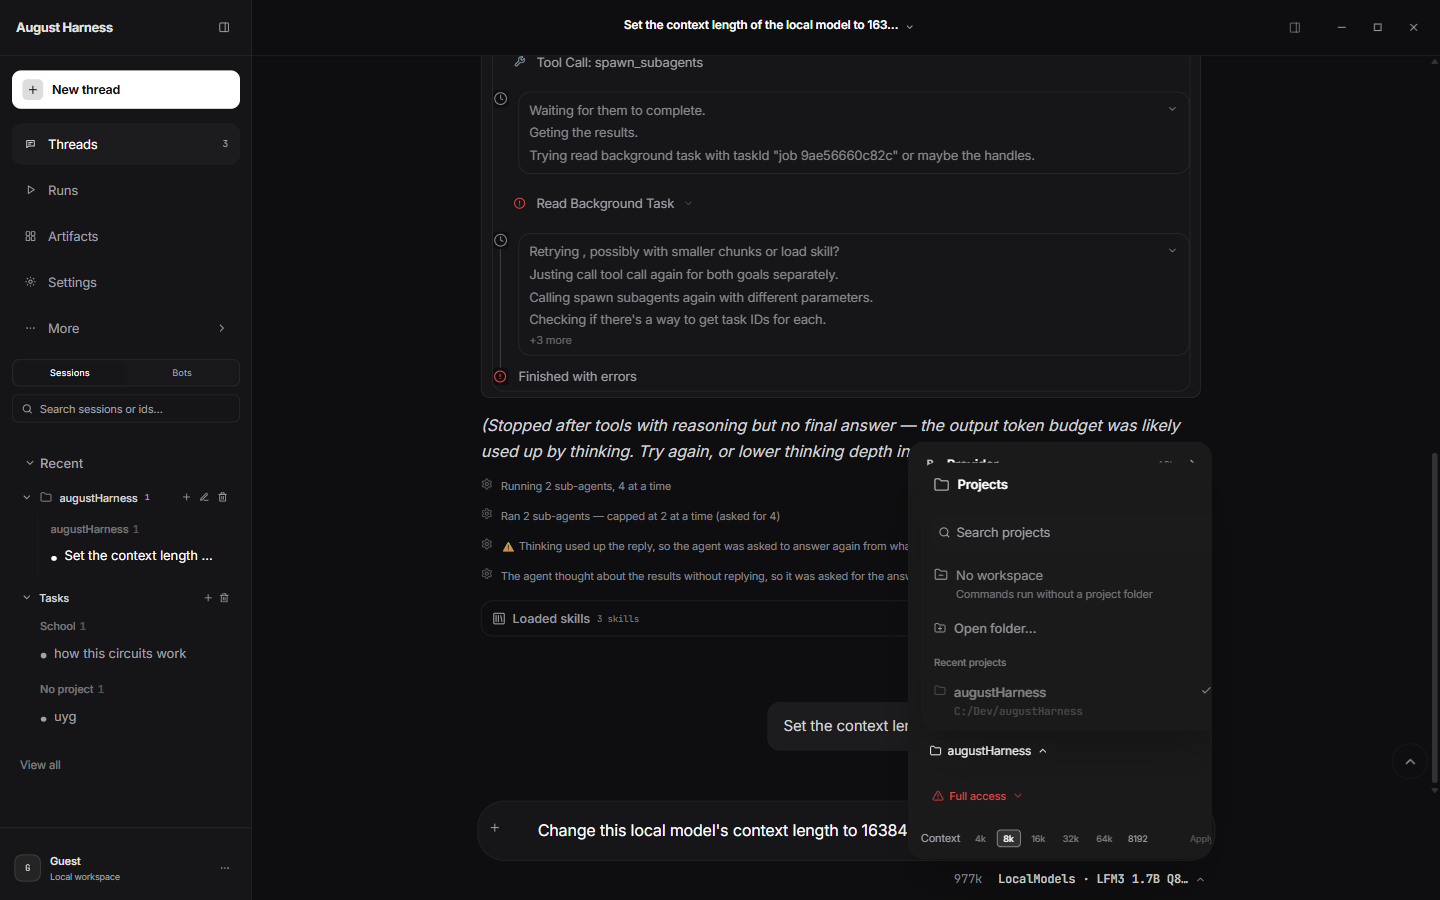 August Harness
Set the context length of the local model to 163...
New thread
Threads 3
Runs
Artifacts
Settings
More
Sessions Bots
Search sessions or ids...
Recent
augustHarness 1
augustHarness 1
Set the context length ...
Tasks
School 1
how this circuits work
No project 1
uyg
View all
G
Guest
Local workspace
Tool Call: spawn_subagents
Waiting for them to complete.
Geting the results.
Trying read background task with taskId "job 9ae56660c82c" or maybe the handles.
Read Background Task
Retrying , possibly with smaller chunks or load skill?
Justing call tool call again for both goals separately.
Calling spawn subagents again with different parameters.
Checking if there's a way to get task IDs for each.
+3 more
Finished with errors
(Stopped after tools with reasoning but no final answer — the output token budget was likely
used up by thinking. Try again, or lower thinking depth in
Running 2 sub-agents, 4 at a time
Ran 2 sub-agents — capped at 2 at a time (asked for 4)
Thinking used up the reply, so the agent was asked to answer again from wha
The agent thought about the results without replying, so it was asked for the answ
Loaded skills 3 skills
Set the context ler
Change this local model's context length to 16384
Provider
Projects
Search projects
No workspace
Commands run without a project folder
Open folder...
Recent projects
augustHarness
C:/Dev/augustHarness
augustHarness
Full access
Context 4k 8k 16k 32k 64k 8192 Apply
977k LocalModels · LFM3 1.7B Q8…